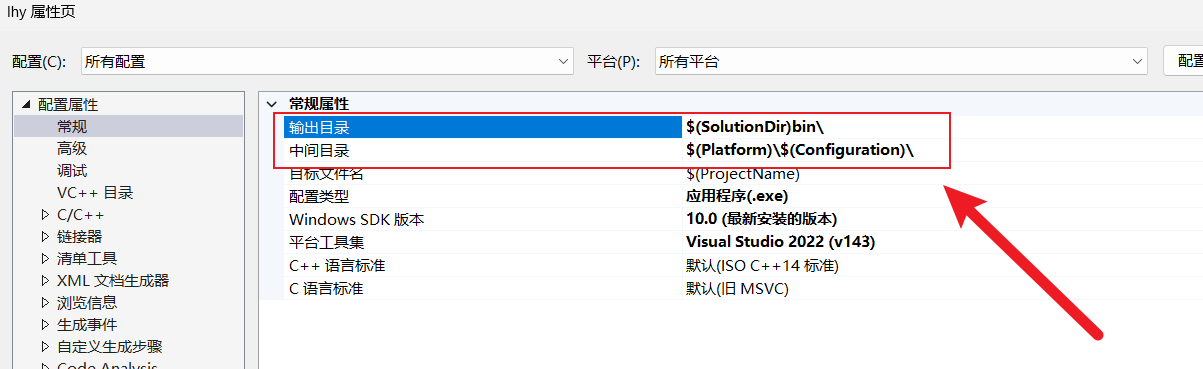 lhy 属性页
配置(C): 所有配置 平台(P): 所有平台 配置
配置属性
常规
高级
调试
VC++ 目录
C/C++
链接器
清单工具
XML 文档生成器
浏览信息
生成事件
自定义生成步骤
Code Analysis
常规属性
输出目录 $(SolutionDir)bin\
中间目录 $(Platform)\$(Configuration)\
目标文件名 $(ProjectName)
配置类型 应用程序(.exe)
Windows SDK 版本 10.0 (最新安装的版本)
平台工具集 Visual Studio 2022 (v143)
C++ 语言标准 默认(ISO C++14 标准)
C 语言标准 默认(旧 MSVC)